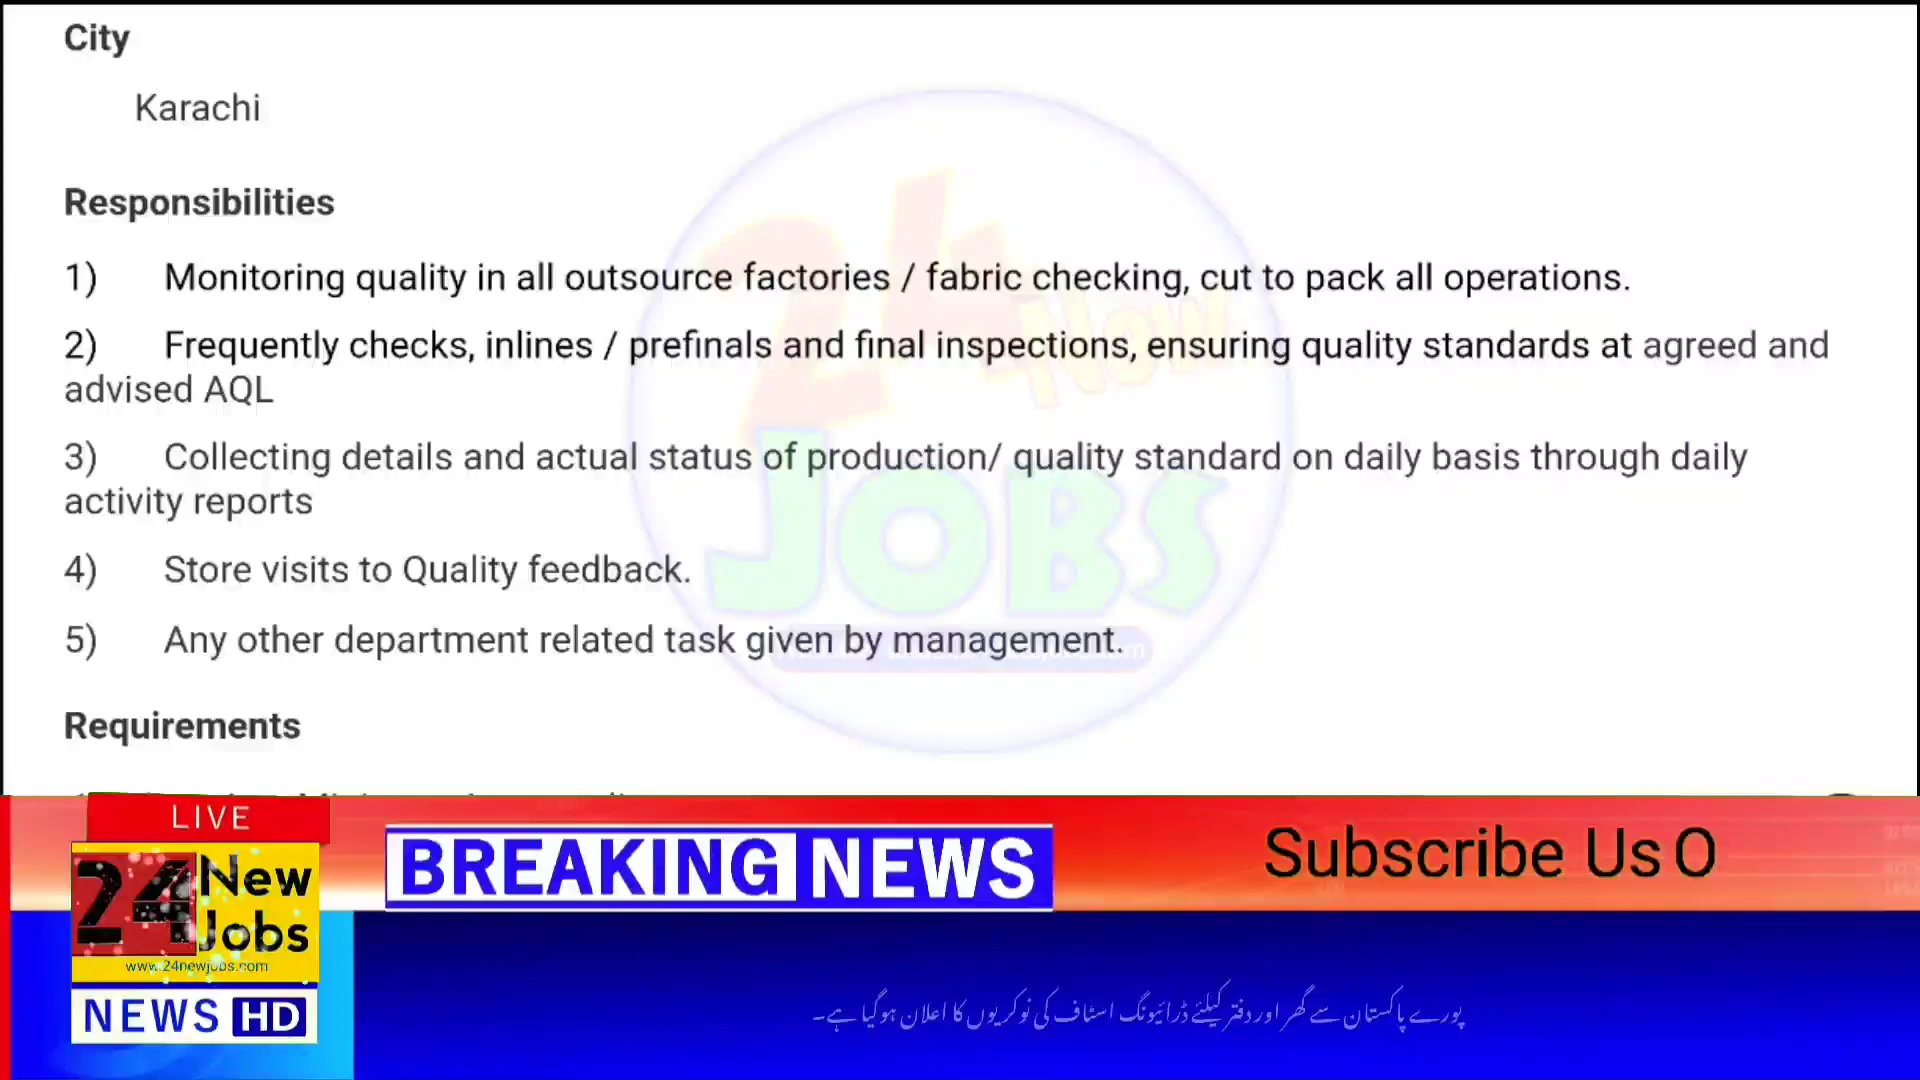 City
Karachi
Responsibilities
1) Monitoring quality in all outsource factories / fabric checking, cut to pack all operations.
2) Frequently checks, inlines / prefinals and final inspections, ensuring quality standards at agreed and
advised AQL
3) Collecting details and actual status of production/ quality standard on daily basis through daily
activity reports
4) Store visits to Quality feedback.
5) Any other department related task given by management.
Requirements
24 Now
JOBS
LIVE
24 New
Jobs
www.24newjobs.com
NEWS HD
BREAKING NEWS
Subscribe Us O
پورے پاکستان سے گھر اور دفتر کیلئے ڈرائیونگ اسٹاف کی نوکریوں کا اعلان ہوگیا ہے۔